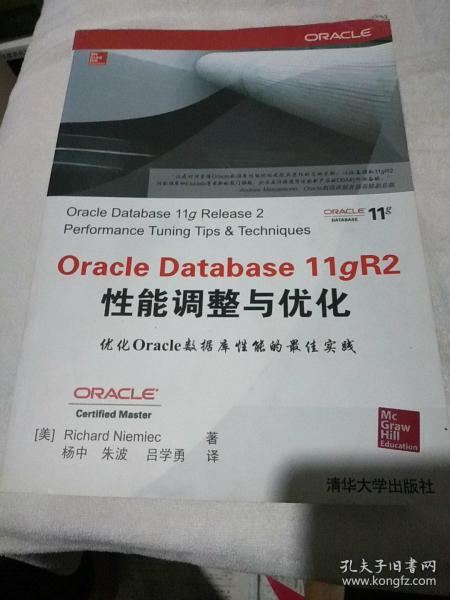 ORACLE
Mc
Graw
Hill
Oracle Database 11g Release 2
Performance Tuning Tips & Techniques
ORACLE 11g
DATABASE
Oracle Database 11gR2
性能调整与优化
优化Oracle数据库性能的最佳实践
ORACLE
Certified Master
[美] Richard Niemiec 著
杨中 朱波 吕学勇 译
Mc
Graw
Hill
Education
清华大学出版社
孔夫子旧书网
www.kongfz.com